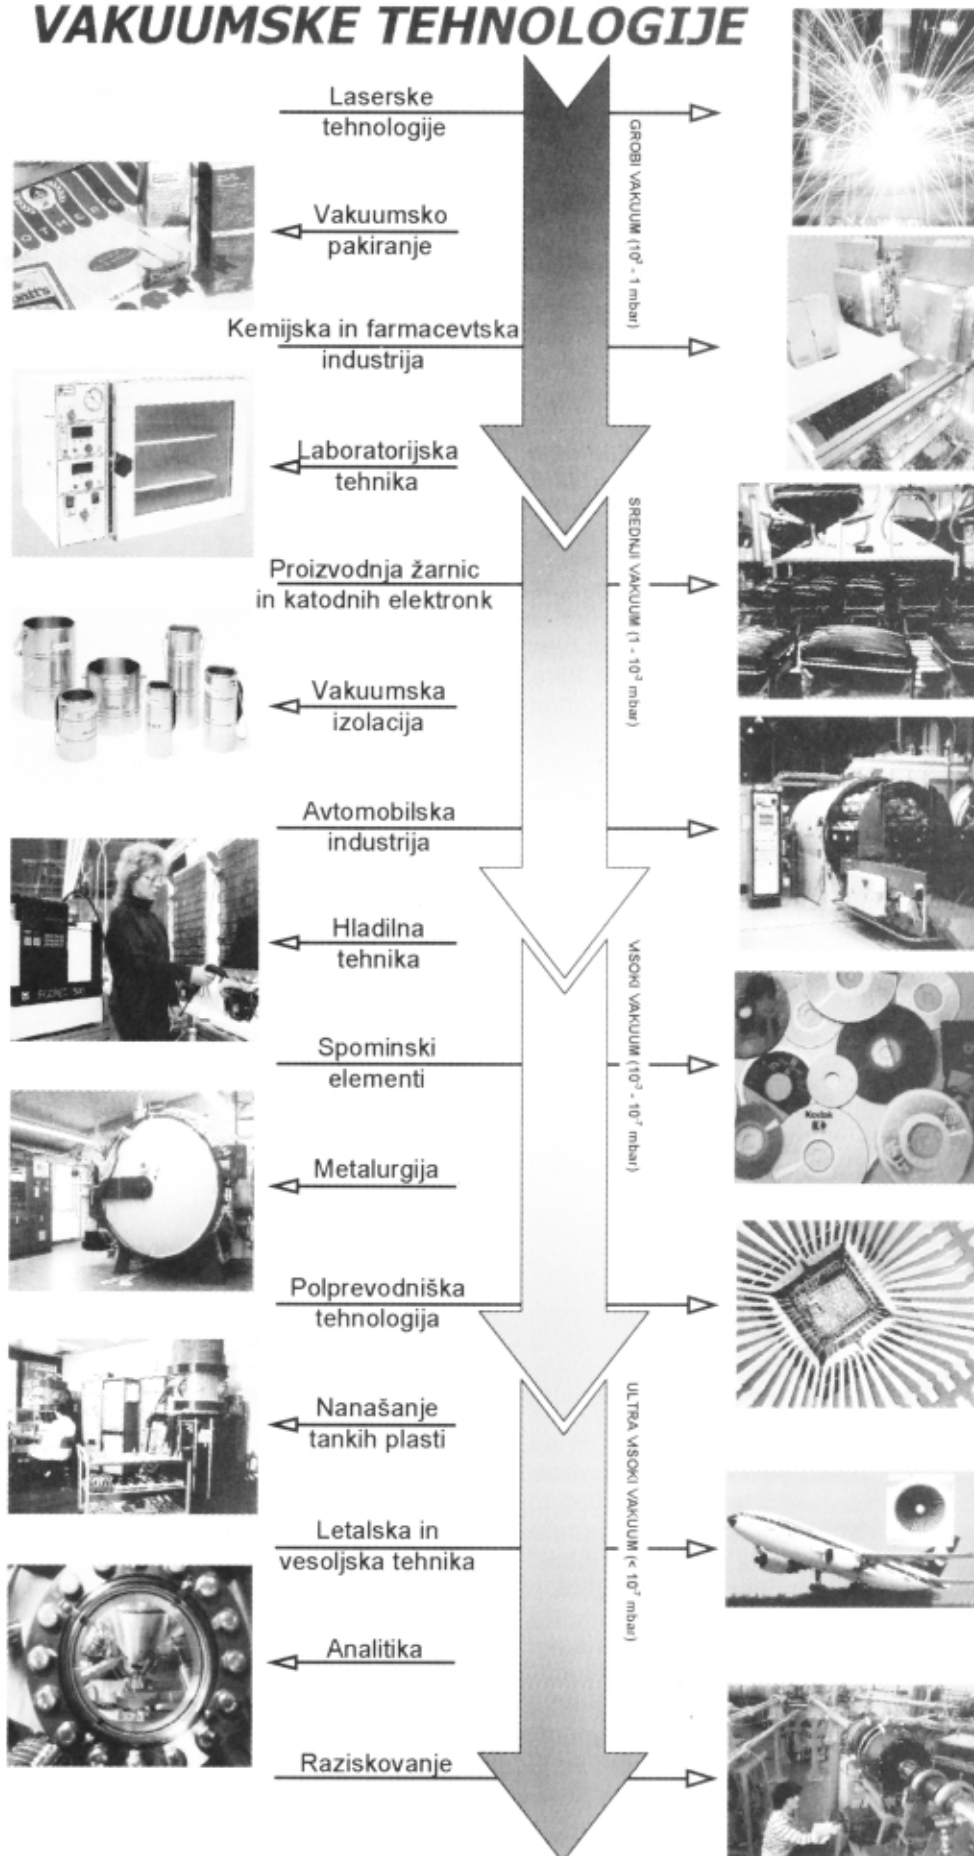 VAKUUMSKE TEHNOLOGIJE
Laserske
tehnologije
GROBI VAKUUM (10³ - 1 mbar)
Vakuumsko
pakiranje
Kemijska in farmacevtska
industrija
Laboratorijska
tehnika
SREDNJI VAKUUM (1 - 10⁻³ mbar)
Proizvodnja žarnic
in katodnih elektronk
Vakuumska
izolacija
Avtomobilska
industrija
Hladilna
tehnika
VISOKI VAKUUM (10⁻³ - 10⁻⁷ mbar)
Spominski
elementi
Kodak
Metalurgija
Polprevodniška
tehnologija
ULTRA VISOKI VAKUUM (< 10⁻⁷ mbar)
Nanašanje
tankih plasti
Letalska in
vesoljska tehnika
Analitika
Raziskovanje